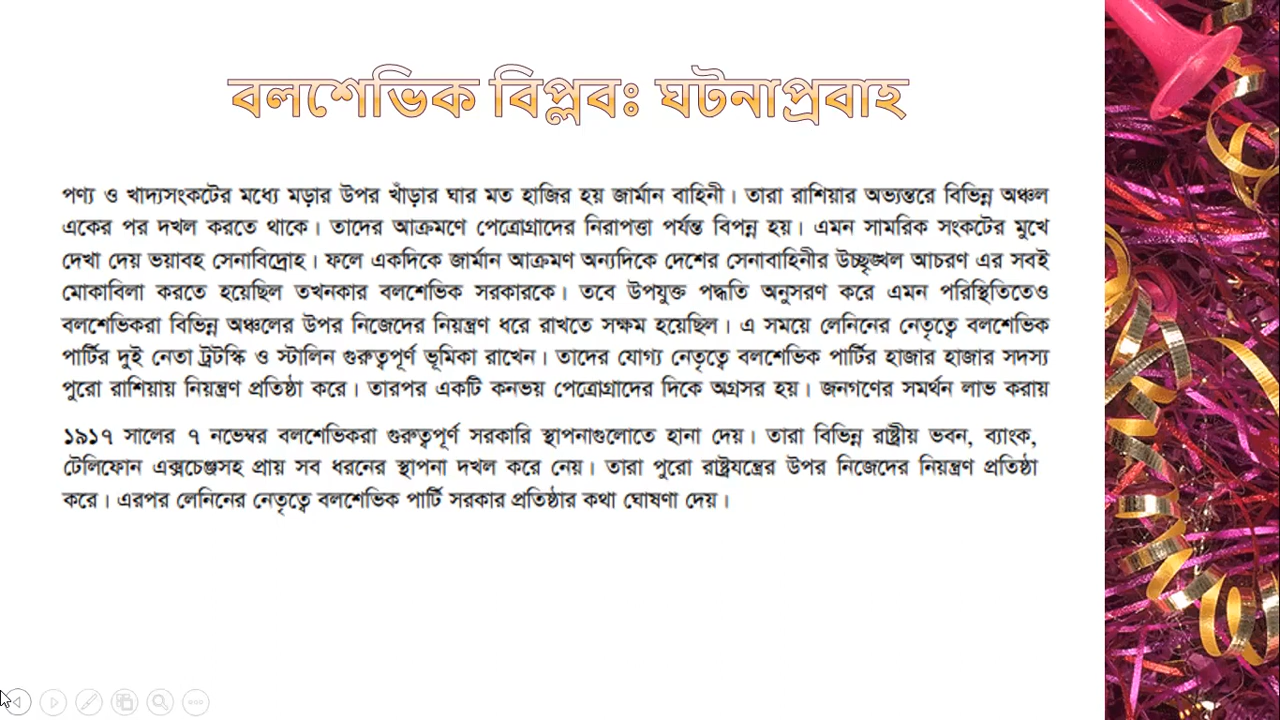 বলশেভিক বিপ্লবঃ ঘটনাপ্রবাহ
পণ্য ও খাদ্যসংকটের মধ্যে মড়ার উপর খাঁড়ার ঘার মত হাজির হয় জার্মান বাহিনী। তারা রাশিয়ার অভ্যন্তরে বিভিন্ন অঞ্চল
একের পর দখল করতে থাকে। তাদের আক্রমণে পেত্রোগ্রাদের নিরাপত্তা পর্যন্ত বিপন্ন হয়। এমন সামরিক সংকটের মুখে
দেখা দেয় ভয়াবহ সেনাবিদ্রোহ। ফলে একদিকে জার্মান আক্রমণ অন্যদিকে দেশের সেনাবাহিনীর উচ্ছৃঙ্খল আচরণ এর সবই
মোকাবিলা করতে হয়েছিল তখনকার বলশেভিক সরকারকে। তবে উপযুক্ত পদ্ধতি অনুসরণ করে এমন পরিস্থিতিতেও
বলশেভিকরা বিভিন্ন অঞ্চলের উপর নিজেদের নিয়ন্ত্রণ ধরে রাখতে সক্ষম হয়েছিল। এ সময়ে লেনিনের নেতৃত্বে বলশেভিক
পার্টির দুই নেতা ট্রটস্কি ও স্টালিন গুরুত্বপূর্ণ ভূমিকা রাখেন। তাদের যোগ্য নেতৃত্বে বলশেভিক পার্টির হাজার হাজার সদস্য
পুরো রাশিয়ায় নিয়ন্ত্রণ প্রতিষ্ঠা করে। তারপর একটি কনভয় পেত্রোগ্রাদের দিকে অগ্রসর হয়। জনগণের সমর্থন লাভ করায়
১৯১৭ সালের ৭ নভেম্বর বলশেভিকরা গুরুত্বপূর্ণ সরকারি স্থাপনাগুলোতে হানা দেয়। তারা বিভিন্ন রাষ্ট্রীয় ভবন, ব্যাংক,
টেলিফোন এক্সচেঞ্জসহ প্রায় সব ধরনের স্থাপনা দখল করে নেয়। তারা পুরো রাষ্ট্রযন্ত্রের উপর নিজেদের নিয়ন্ত্রণ প্রতিষ্ঠা
করে। এরপর লেনিনের নেতৃত্বে বলশেভিক পার্টি সরকার প্রতিষ্ঠার কথা ঘোষণা দেয়।